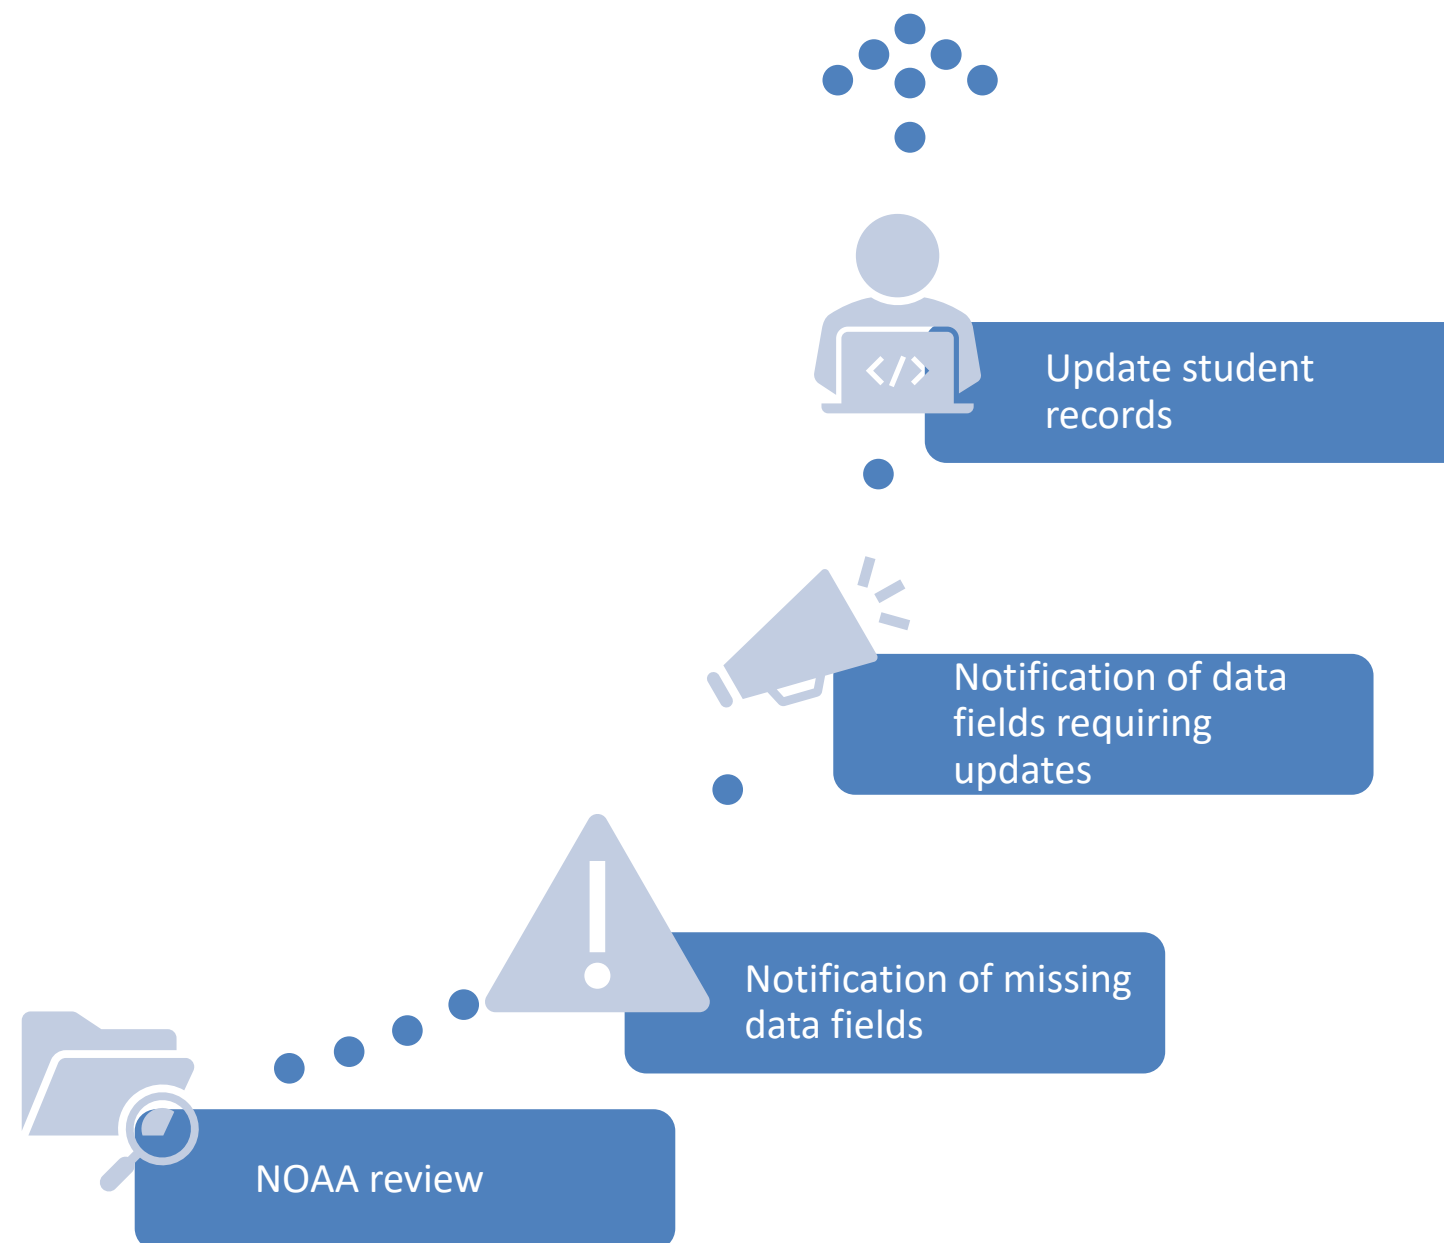 Update student
records
Notification of data
fields requiring
updates
Notification of missing
data fields
NOAA review